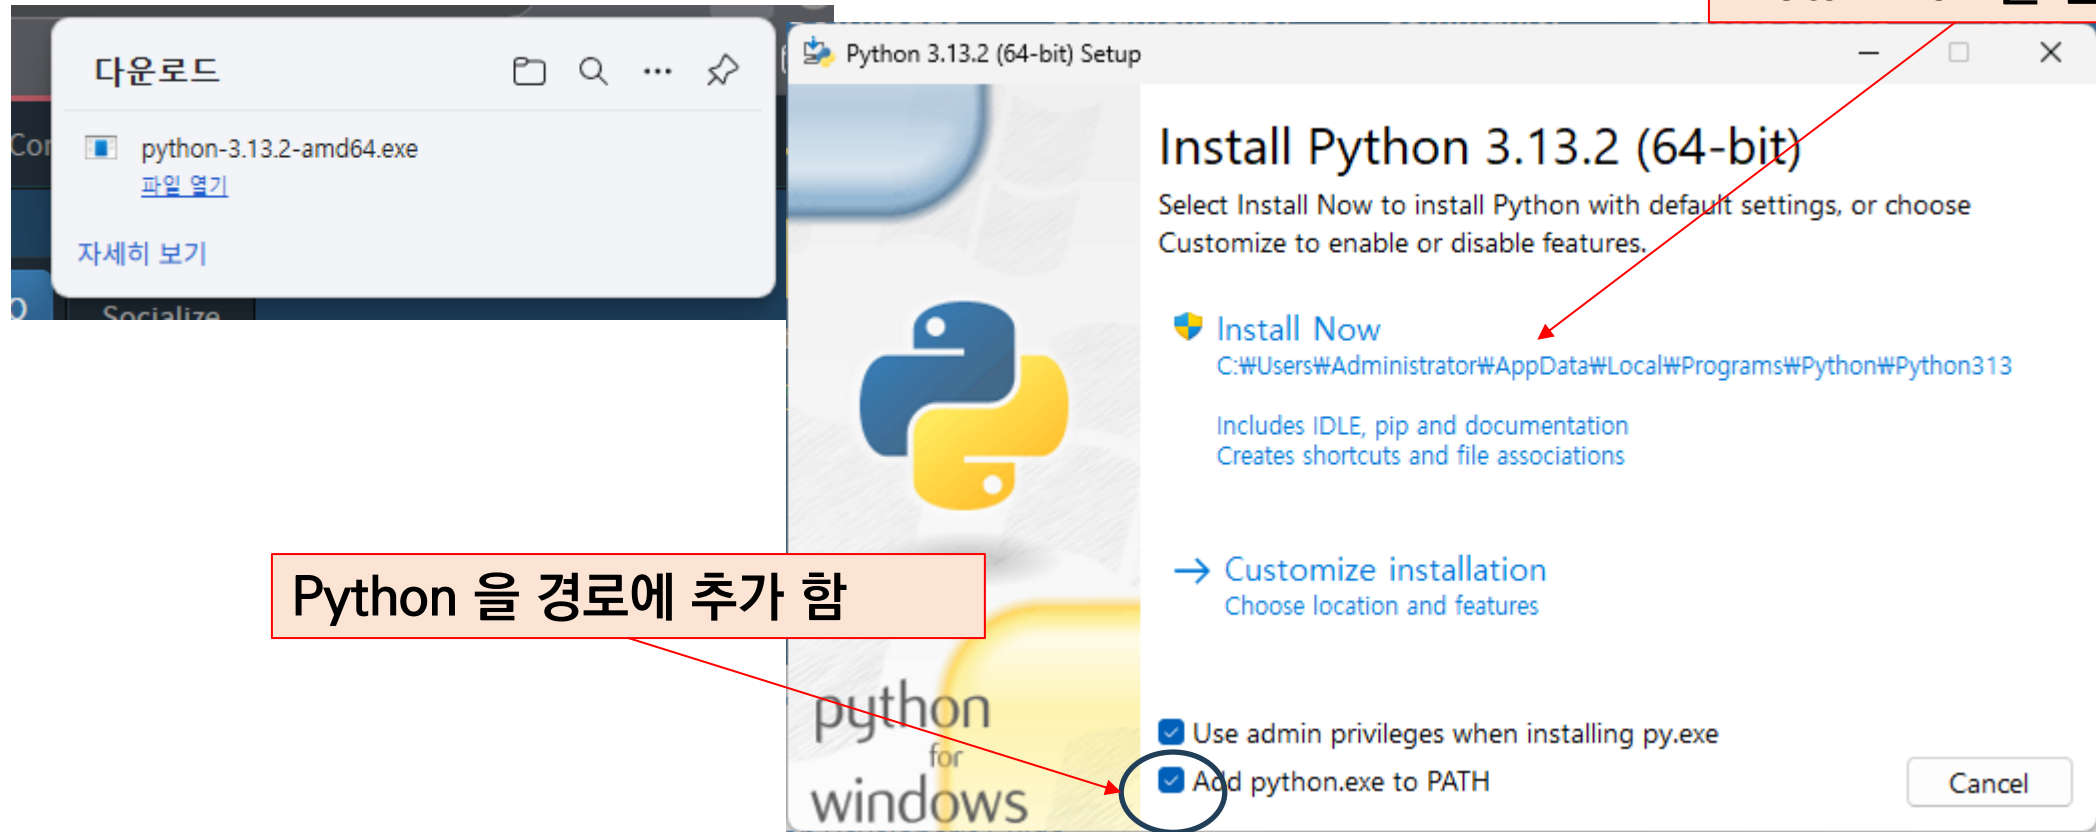 다운로드
python-3.13.2-amd64.exe
파일 열기
자세히 보기
Socialize
Python 3.13.2 (64-bit) Setup
Install Python 3.13.2 (64-bit)
Select Install Now to install Python with default settings, or choose
Customize to enable or disable features.
Install Now
C:₩Users₩Administrator₩AppData₩Local₩Programs₩Python₩Python313
Includes IDLE, pip and documentation
Creates shortcuts and file associations
Customize installation
Choose location and features
Python 을 경로에 추가 함
python
for
windows
Use admin privileges when installing py.exe
Add python.exe to PATH
Cancel